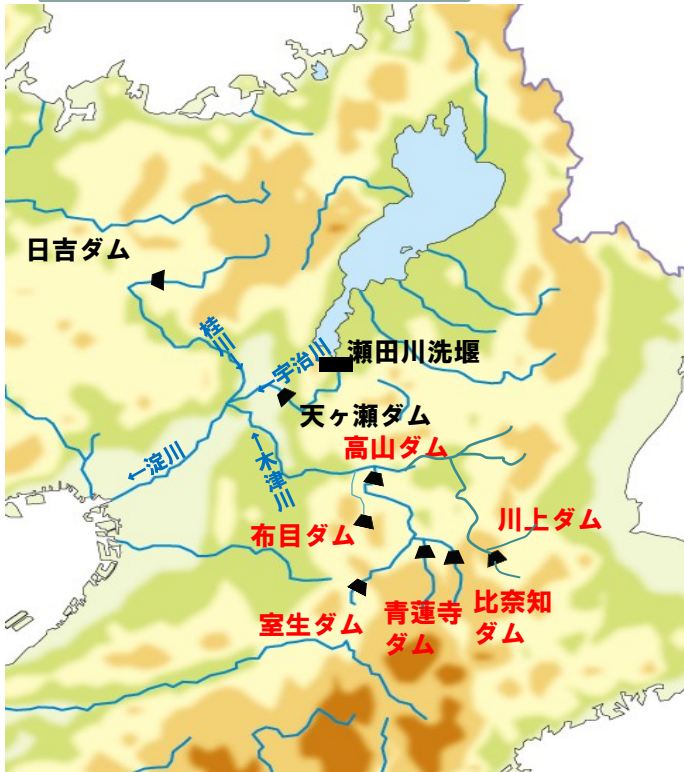 日吉ダム
桂川→
←宇治川
瀬田川洗堰
天ヶ瀬ダム
高山ダム
←淀川
←木津川
布目ダム
川上ダム
室生ダム
青蓮寺
ダム
比奈知
ダム